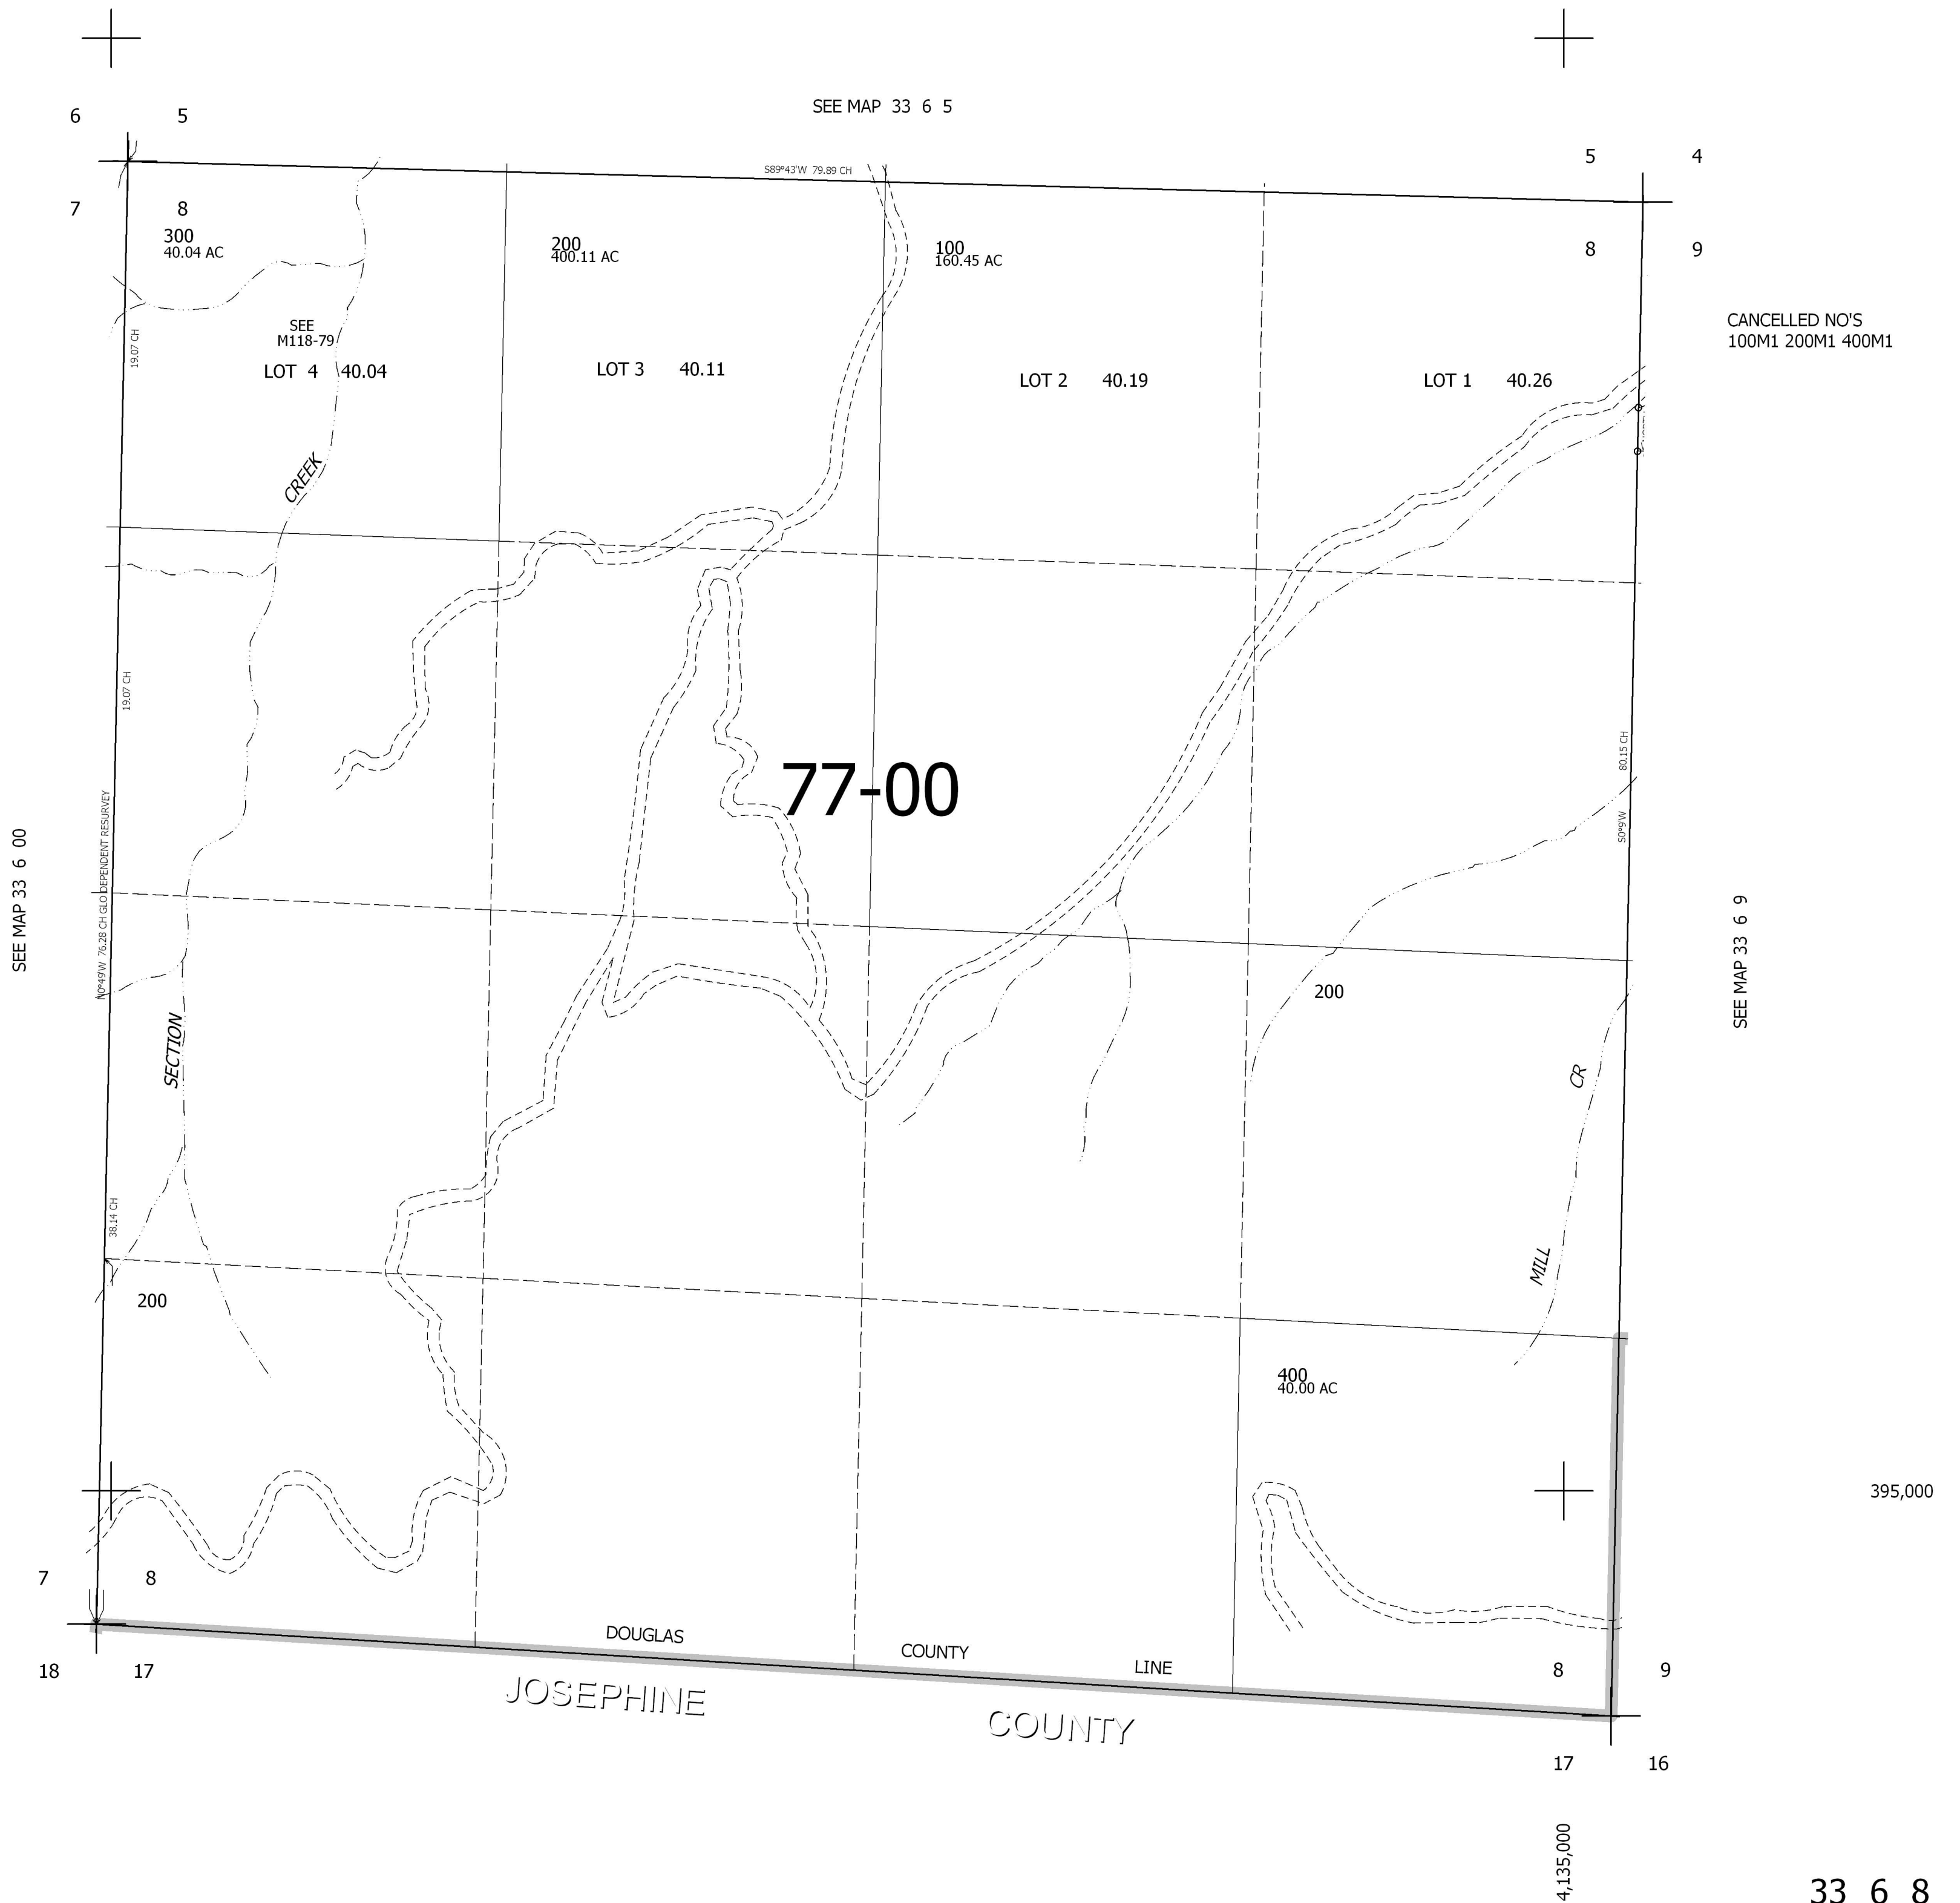 SEE MAP 33 6 5
6 5
5 4
S89°43'W 79.89 CH
7 8
8 9
300
40.04 AC
200
400.11 AC
100
160.45 AC
CANCELLED NO'S
100M1 200M1 400M1
SEE
M118-79
19.07 CH
LOT 4 40.04
LOT 3 40.11
LOT 2 40.19
LOT 1 40.26
CREEK
19.07 CH
77-00
80.15 CH
S0°9'W
N0°49'W 76.28 CH GLO DEPENDENT RESURVEY
SEE MAP 33 6 00
SEE MAP 33 6 9
200
SECTION
CR
38.14 CH
MILL
200
400
40.00 AC
395,000
7 8
DOUGLAS COUNTY LINE
18 17
8 9
JOSEPHINE COUNTY
17 16
4,135,000
33 6 8